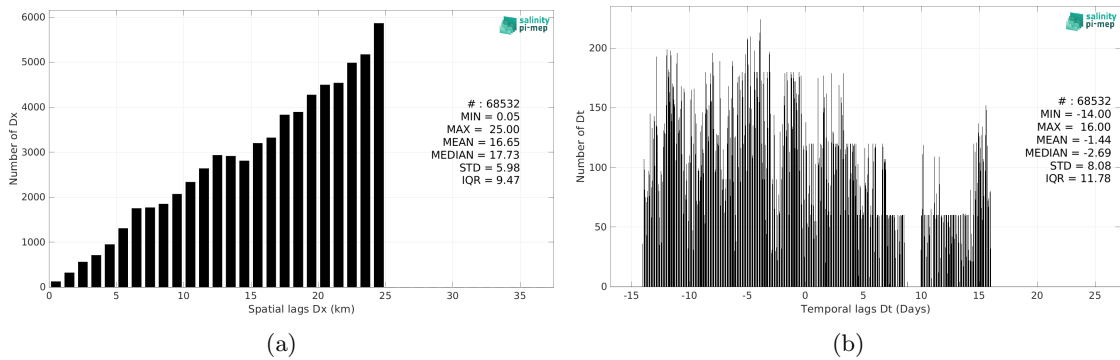 6000
5000
4000
3000
2000
1000
0
Number of Dx
0 5 10 15 20 25 30 35
Spatial lags Dx (km)
salinity
pi-mep
# : 68532
MIN = 0.05
MAX = 25.00
MEAN = 16.65
MEDIAN = 17.73
STD = 5.98
IQR = 9.47
(a)
200
150
100
50
0
Number of Dt
-15 -10 -5 0 5 10 15 20 25
Temporal lags Dt (Days)
salinity
pi-mep
# : 68532
MIN = -14.00
MAX = 16.00
MEAN = -1.44
MEDIAN = -2.69
STD = 8.08
IQR = 11.78
(b)